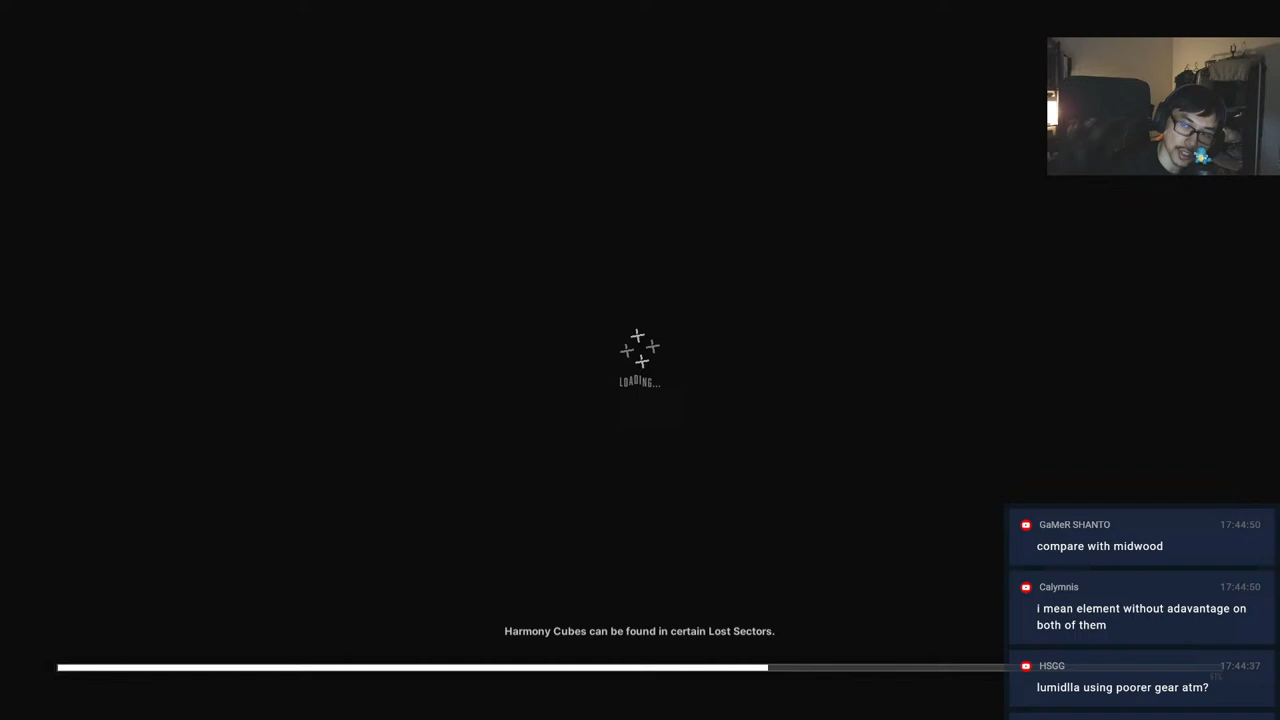 LOADING...
GaMeR SHANTO 17:44:50
compare with midwood
Calymnis 17:44:50
i mean element without adavantage on
both of them
Harmony Cubes can be found in certain Lost Sectors.
HSGG 17:44:37
61%
lumidlla using poorer gear atm?